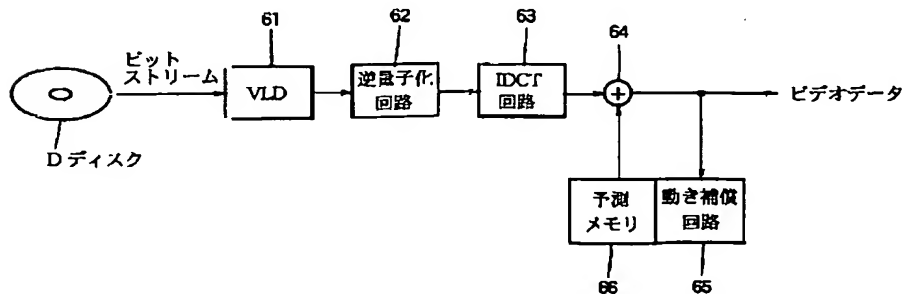 61
62
63
64
ビット
ストリーム
VLD
逆量子化
回路
IDCT
回路
+
ビデオデータ
D ディスク
予測
メモリ
動き補償
回路
66
65